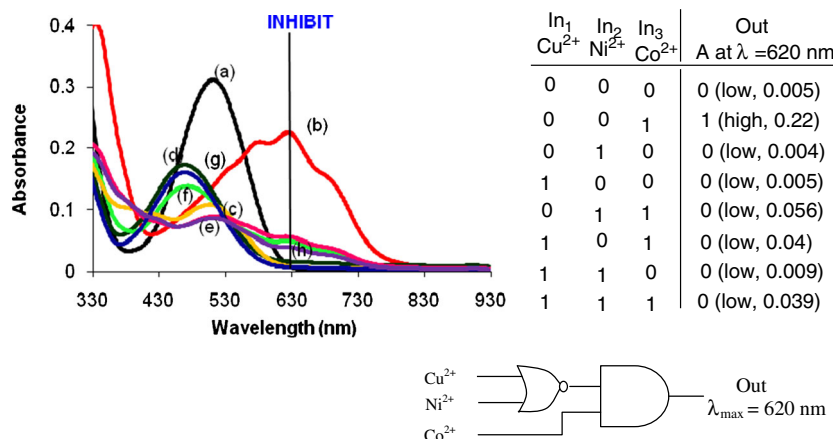 INHIBIT
Absorbance
0.4
0.3
0.2
0.1
0
(a)
(b)
(d)
(g)
(f)
(c)
(e)
(h)
330 430 530 630 730 830 930
Wavelength (nm)
In₁ In₂ In₃ Out
Cu²⁺ Ni²⁺ Co²⁺ A at λ =620 nm
0 0 0 0 (low, 0.005)
0 0 1 1 (high, 0.22)
0 1 0 0 (low, 0.004)
1 0 0 0 (low, 0.005)
0 1 1 0 (low, 0.056)
1 0 1 0 (low, 0.04)
1 1 0 0 (low, 0.009)
1 1 1 0 (low, 0.039)
Cu²⁺
Ni²⁺
Co²⁺
Out
λmax = 620 nm